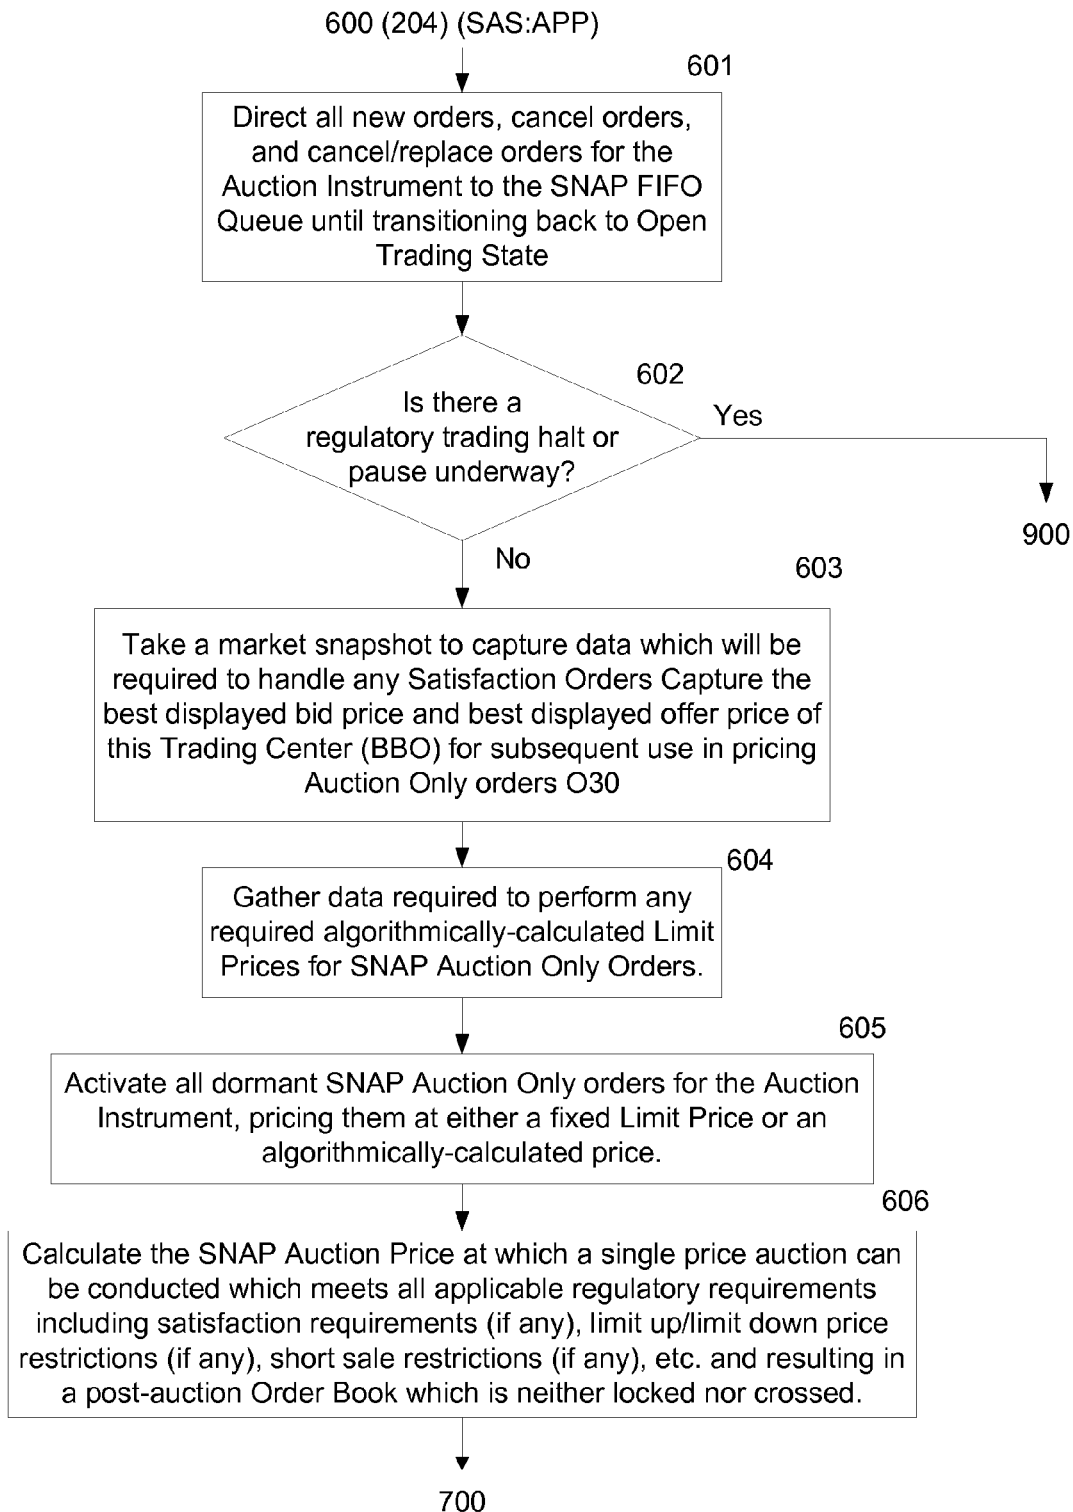 600 (204) (SAS:APP)
601
Direct all new orders, cancel orders,
and cancel/replace orders for the
Auction Instrument to the SNAP FIFO
Queue until transitioning back to Open
Trading State
602
Is there a
regulatory trading halt or
pause underway?
Yes
900
No
603
Take a market snapshot to capture data which will be
required to handle any Satisfaction Orders Capture the
best displayed bid price and best displayed offer price of
this Trading Center (BBO) for subsequent use in pricing
Auction Only orders O30
604
Gather data required to perform any
required algorithmically-calculated Limit
Prices for SNAP Auction Only Orders.
605
Activate all dormant SNAP Auction Only orders for the Auction
Instrument, pricing them at either a fixed Limit Price or an
algorithmically-calculated price.
606
Calculate the SNAP Auction Price at which a single price auction can
be conducted which meets all applicable regulatory requirements
including satisfaction requirements (if any), limit up/limit down price
restrictions (if any), short sale restrictions (if any), etc. and resulting in
a post-auction Order Book which is neither locked nor crossed.
700